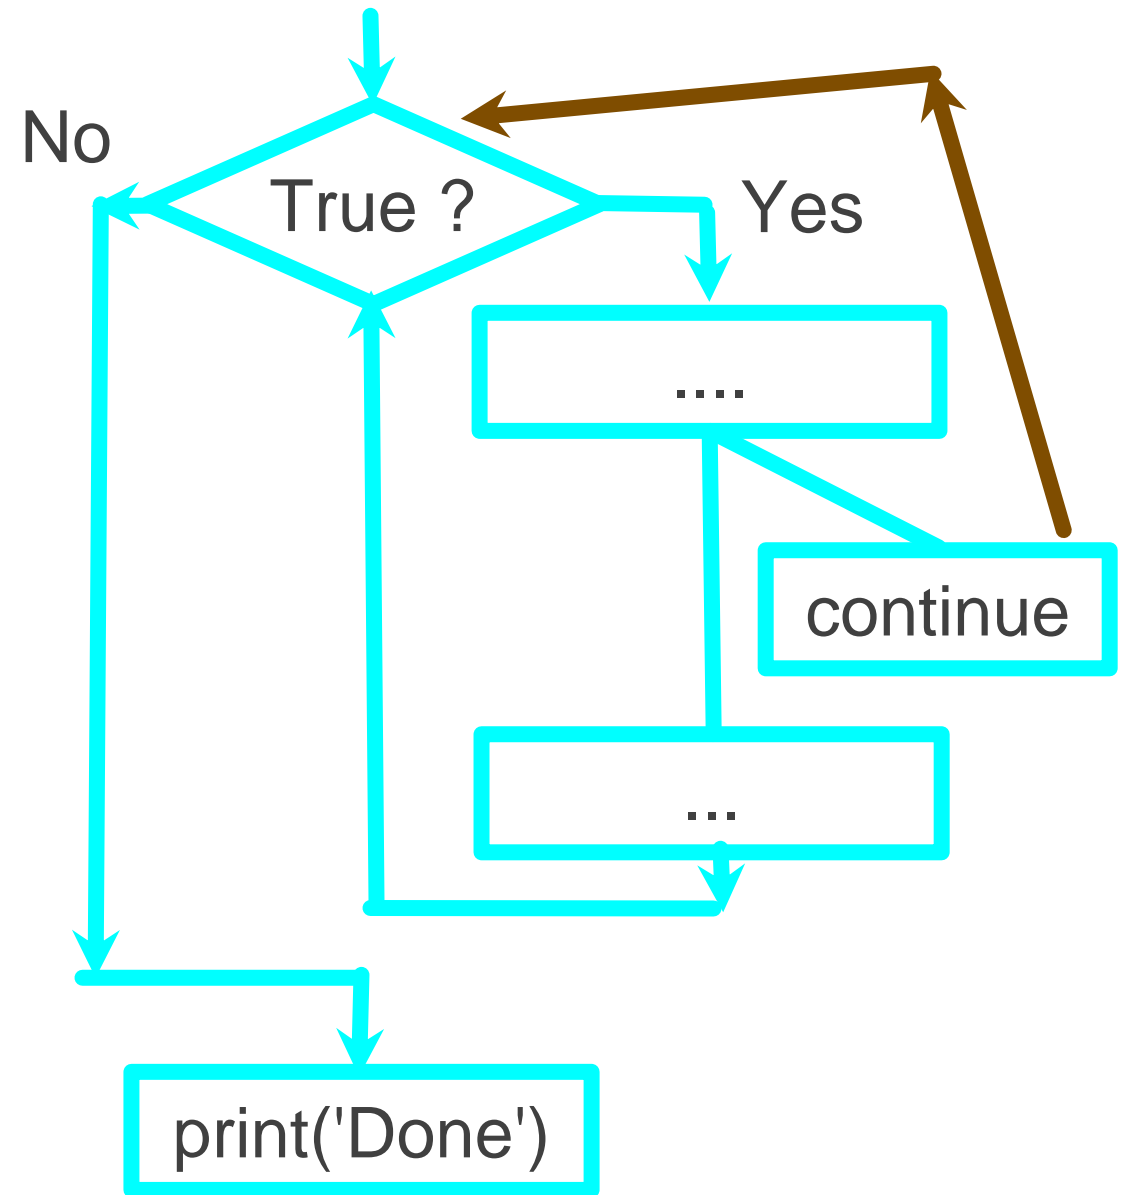 No
True ?
Yes
....
continue
...
print('Done')